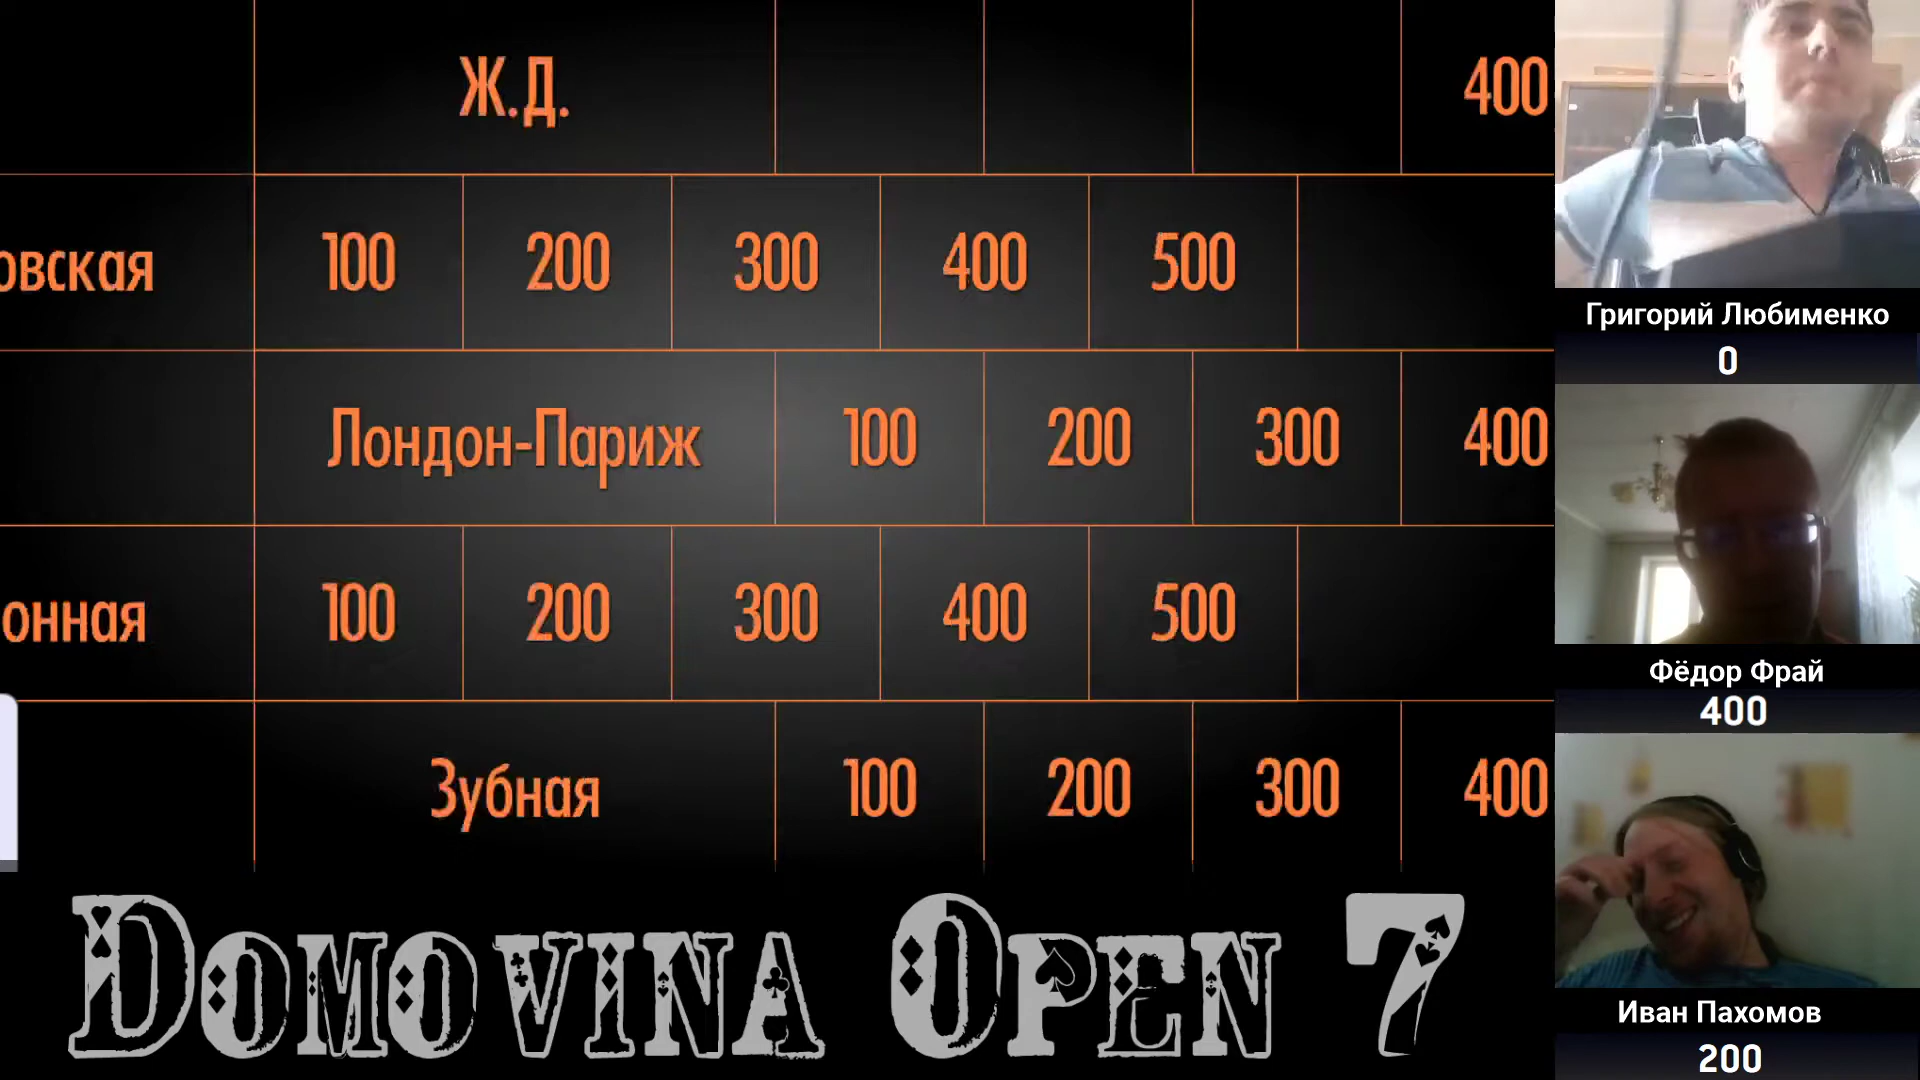 Ж.Д. 400
овская 100 200 300 400 500
Лондон-Париж 100 200 300 400
онная 100 200 300 400 500
Зубная 100 200 300 400
DOMOVINA OPEN 7
Григорий Любименко
0
Фёдор Фрай
400
Иван Пахомов
200